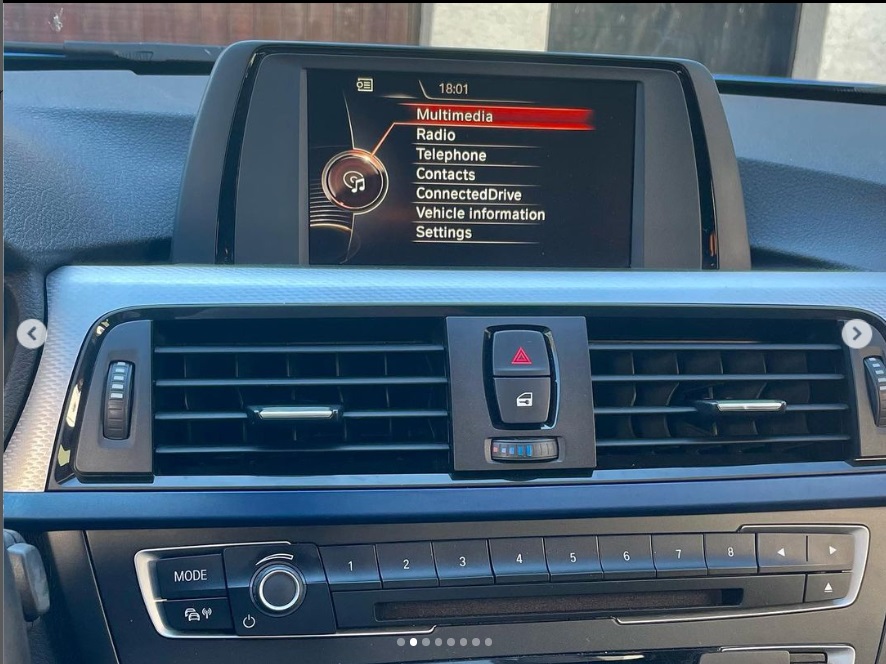 18:01
Multimedia
Radio
Telephone
Contacts
ConnectedDrive
Vehicle information
Settings
MODE
1 2 3 4 5 6 7 8